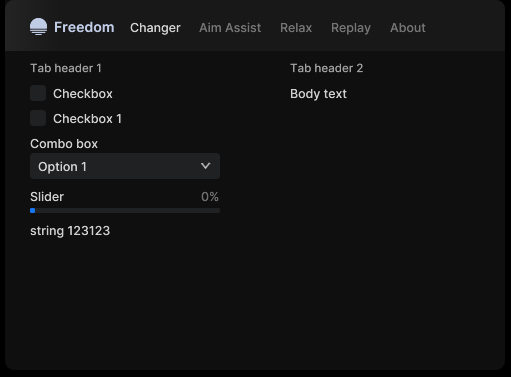 Freedom Changer Aim Assist Relax Replay About
Tab header 1
Checkbox
Checkbox 1
Combo box
Option 1
Slider 0%
string 123123
Tab header 2
Body text